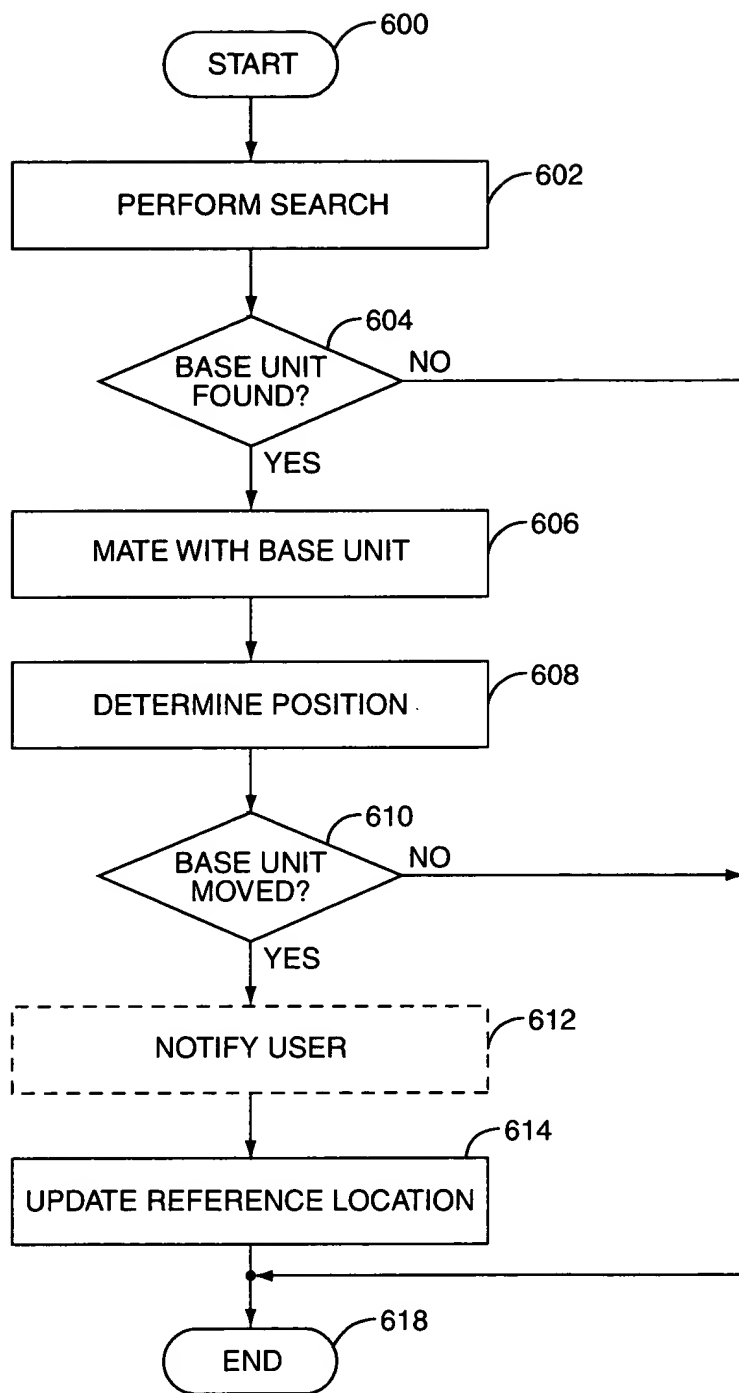 START
600
PERFORM SEARCH
602
604
BASE UNIT
FOUND?
NO
YES
MATE WITH BASE UNIT
606
DETERMINE POSITION
608
610
BASE UNIT
MOVED?
NO
YES
NOTIFY USER
612
614
UPDATE REFERENCE LOCATION
END
618